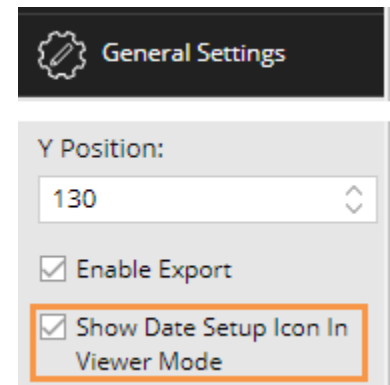 General Settings
Y Position:
130
Enable Export
Show Date Setup Icon In
Viewer Mode